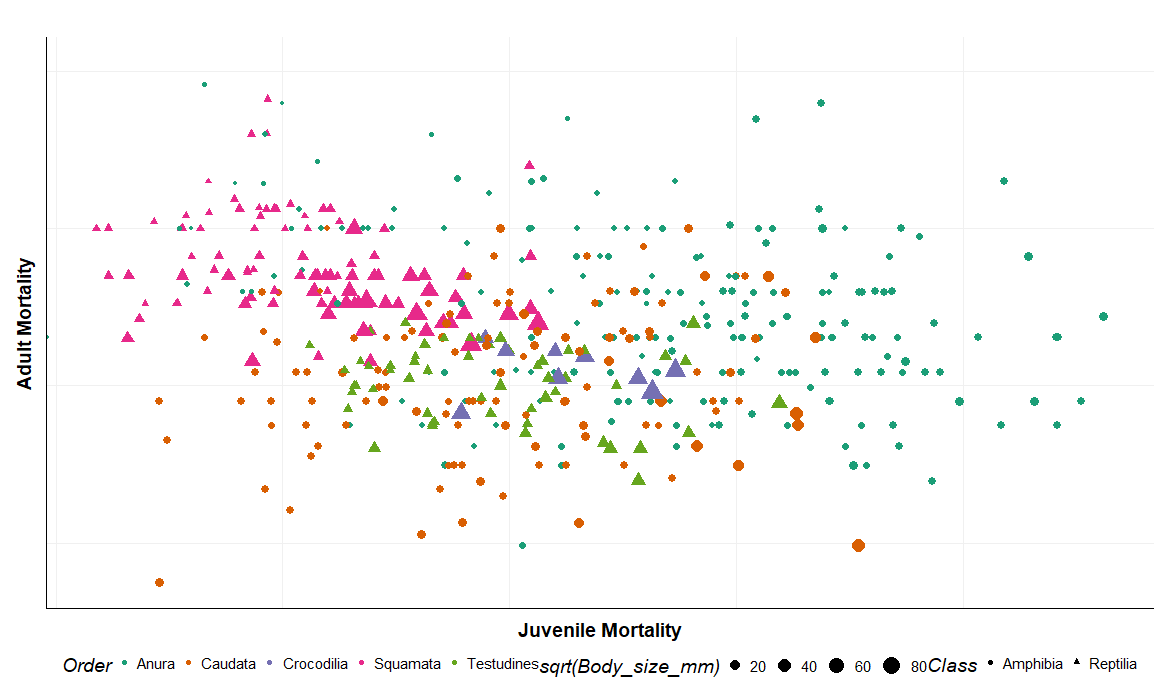 Adult Mortality
Juvenile Mortality
Order Anura Caudata Crocodilia Squamata Testudines sqrt(Body_size_mm) 20 40 60 80 Class Amphibia Reptilia